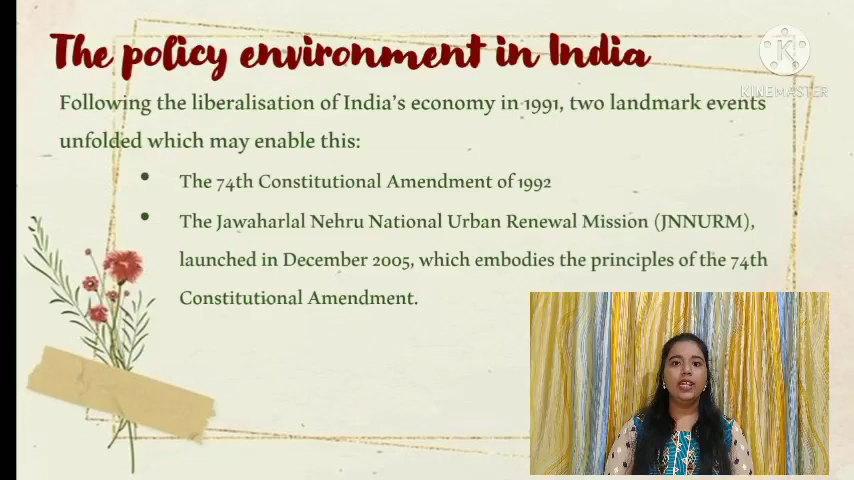 The policy environment in India
KINEMASTER
Following the liberalisation of India's economy in 1991, two landmark events
unfolded which may enable this:
• The 74th Constitutional Amendment of 1992
• The Jawaharlal Nehru National Urban Renewal Mission (JNNURM),
launched in December 2005, which embodies the principles of the 74th
Constitutional Amendment.